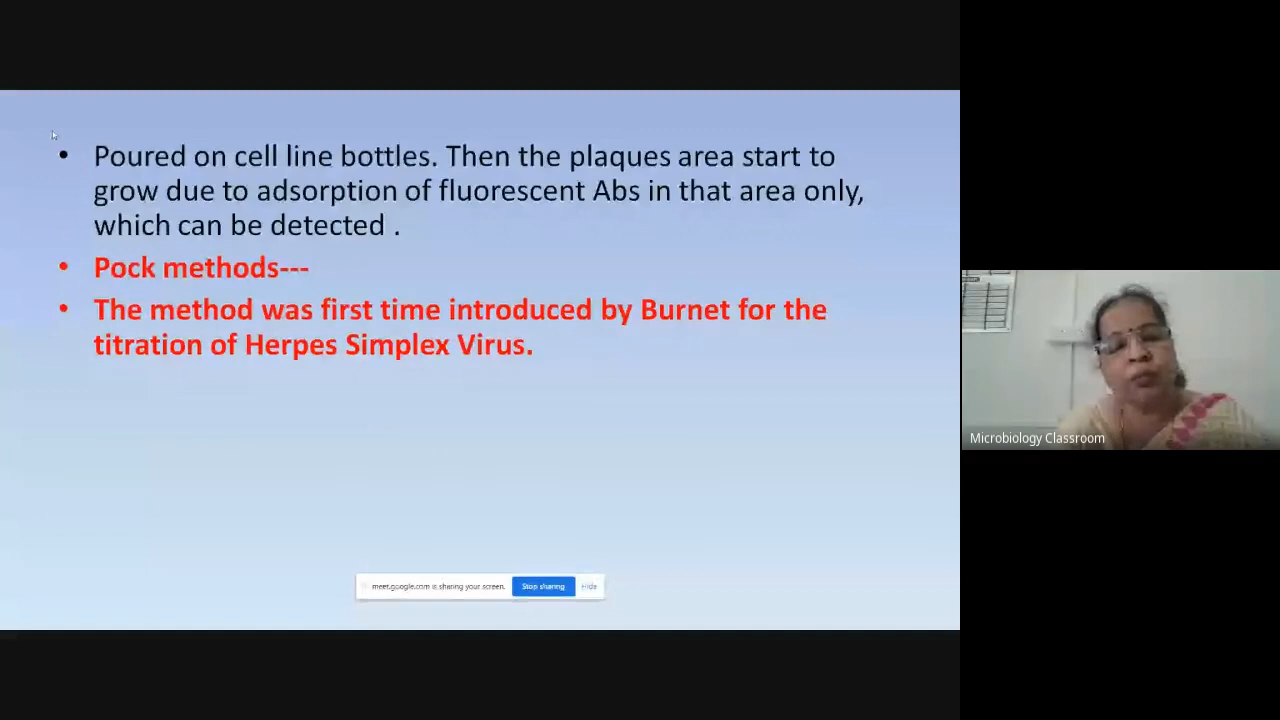 • Poured on cell line bottles. Then the plaques area start to
grow due to adsorption of fluorescent Abs in that area only,
which can be detected .
• Pock methods---
• The method was first time introduced by Burnet for the
titration of Herpes Simplex Virus.
meet.google.com is sharing your screen. Stop sharing Hide
Microbiology Classroom